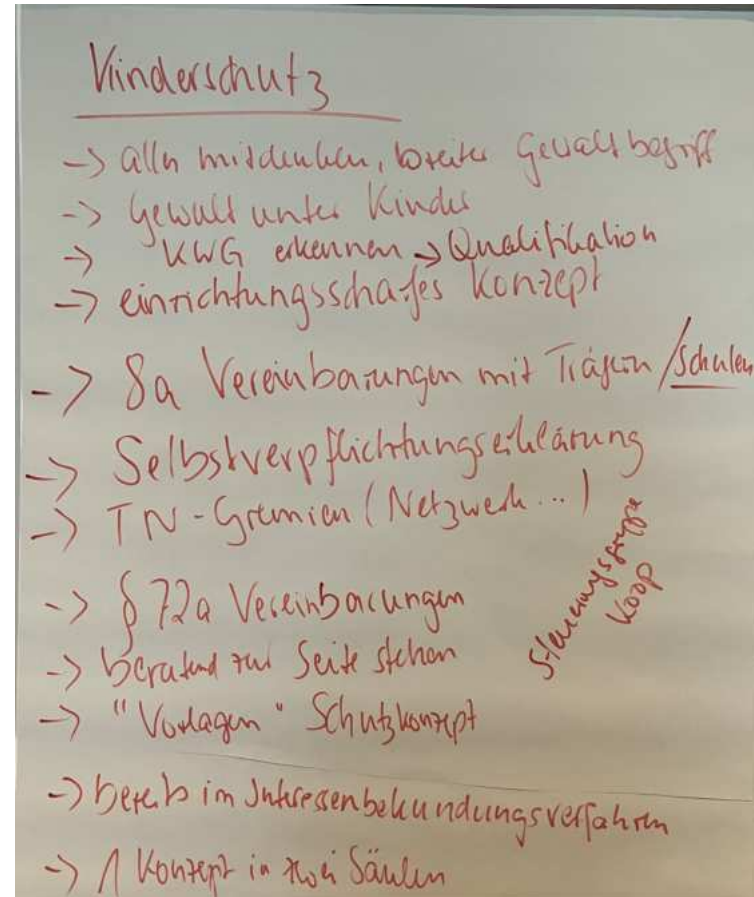 Kinderschutz
-> alle mitdenken, breiter Gewaltbegriff
-> Gewalt unter Kinder
-> KWG erkennen -> Qualifikation
-> einrichtungsscharfes Konzept
-> 8a Vereinbarungen mit Trägern / Schulen
-> Selbstverpflichtungserklärung
-> TN-Gremien (Netzwerk...)
Steuerungsgruppe
Koop
-> § 72a Vereinbarungen
-> beratend zur Seite stehen
-> "Vorlagen" Schutzkonzept
-> bereits im Interessenbekundungsverfahren
-> 1 Konzept in zwei Säulen